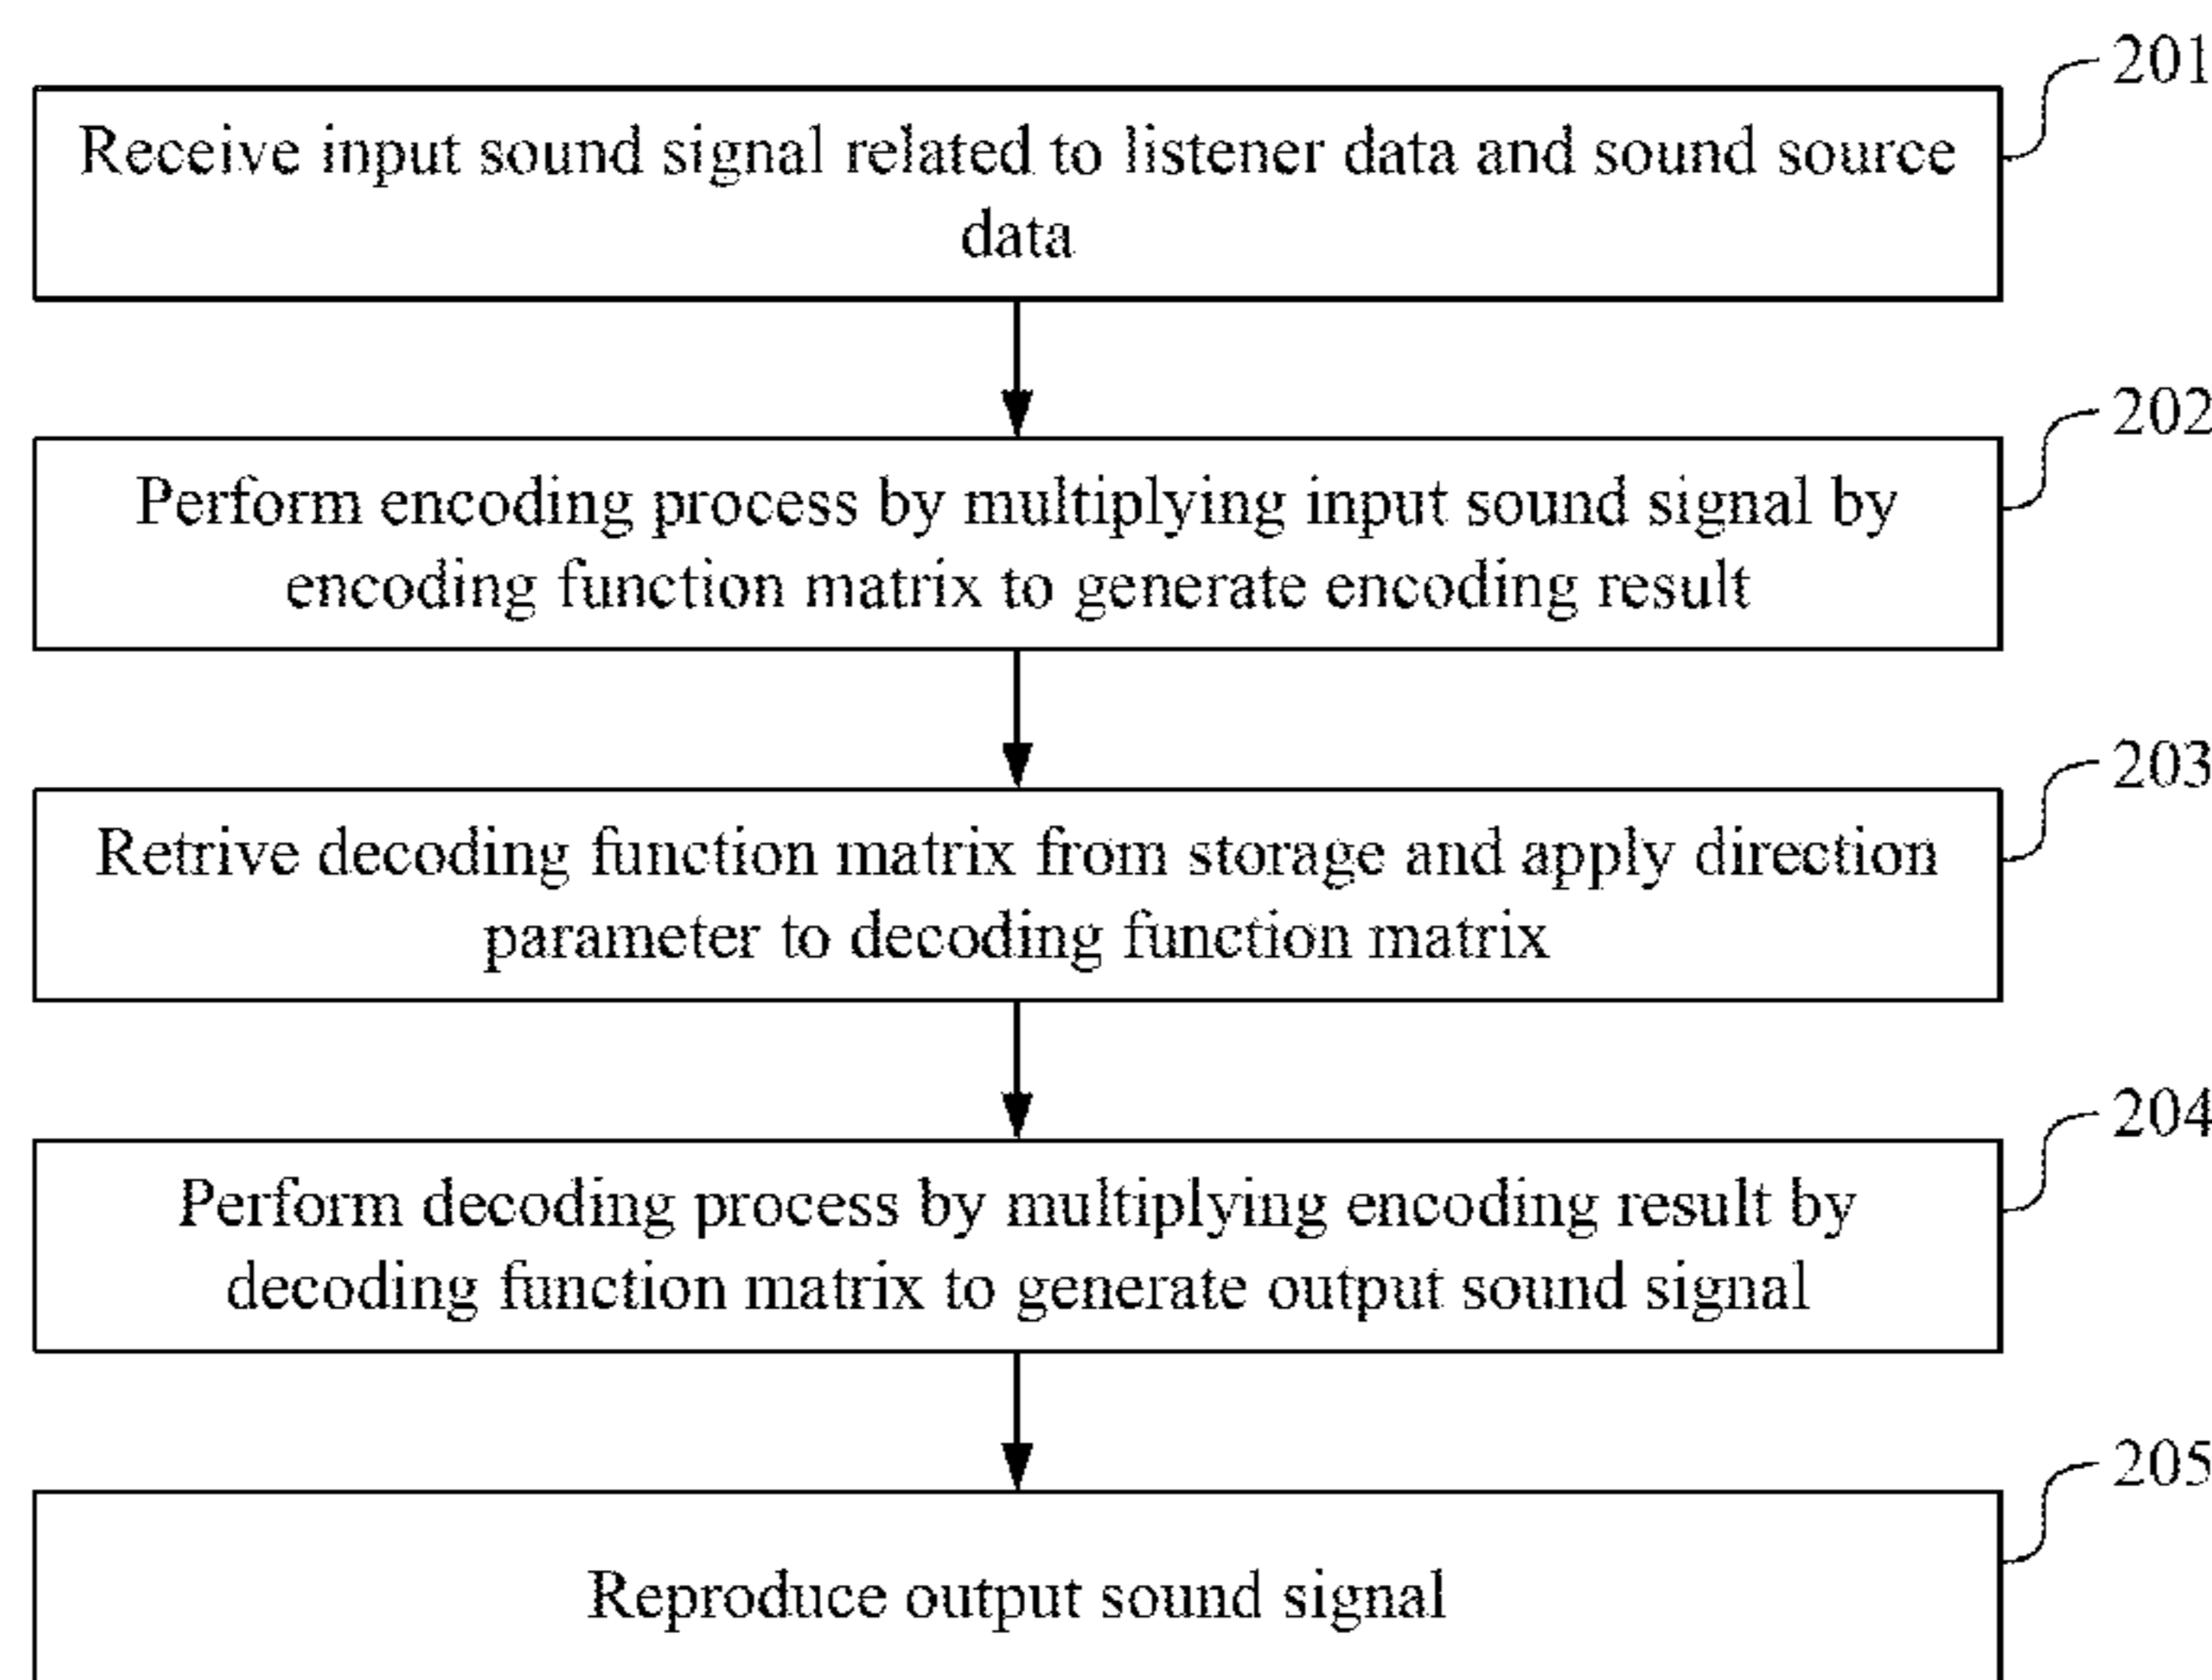 201
Receive input sound signal related to listener data and sound source
data
202
Perform encoding process by multiplying input sound signal by
encoding function matrix to generate encoding result
203
Retrive decoding function matrix from storage and apply direction
parameter to decoding function matrix
204
Perform decoding process by multiplying encoding result by
decoding function matrix to generate output sound signal
205
Reproduce output sound signal